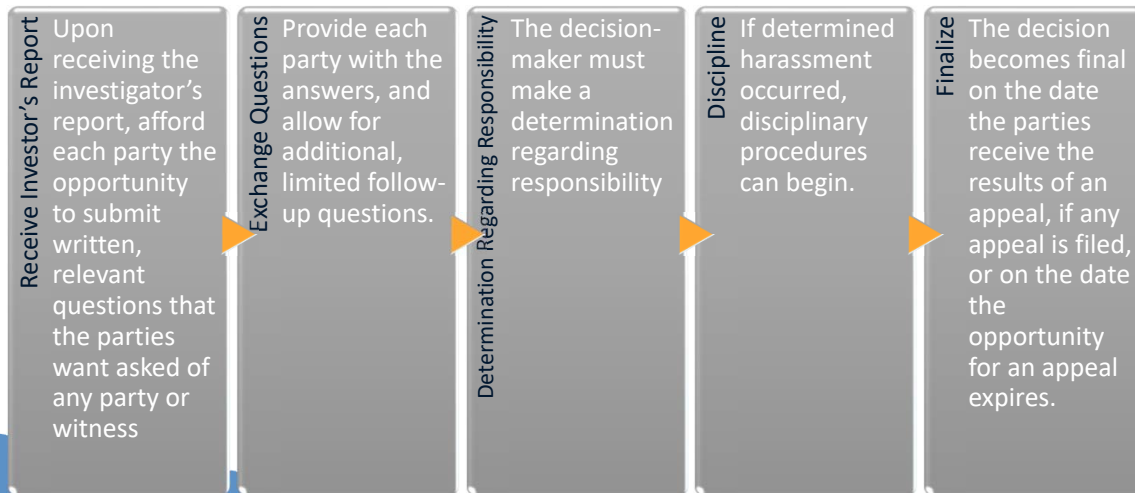 Receive Investor's Report
Upon
receiving the
investigator's
report, afford
each party the
opportunity
to submit
written,
relevant
questions that
the parties
want asked of
any party or
witness
Exchange Questions
Provide each
party with the
answers, and
allow for
additional,
limited follow-
up questions.
Determination Regarding Responsibility
The decision-
maker must
make a
determination
regarding
responsibility
Discipline
If determined
harassment
occurred,
disciplinary
procedures
can begin.
Finalize
The decision
becomes final
on the date
the parties
receive the
results of an
appeal, if any
appeal is filed,
or on the date
the
opportunity
for an appeal
expires.